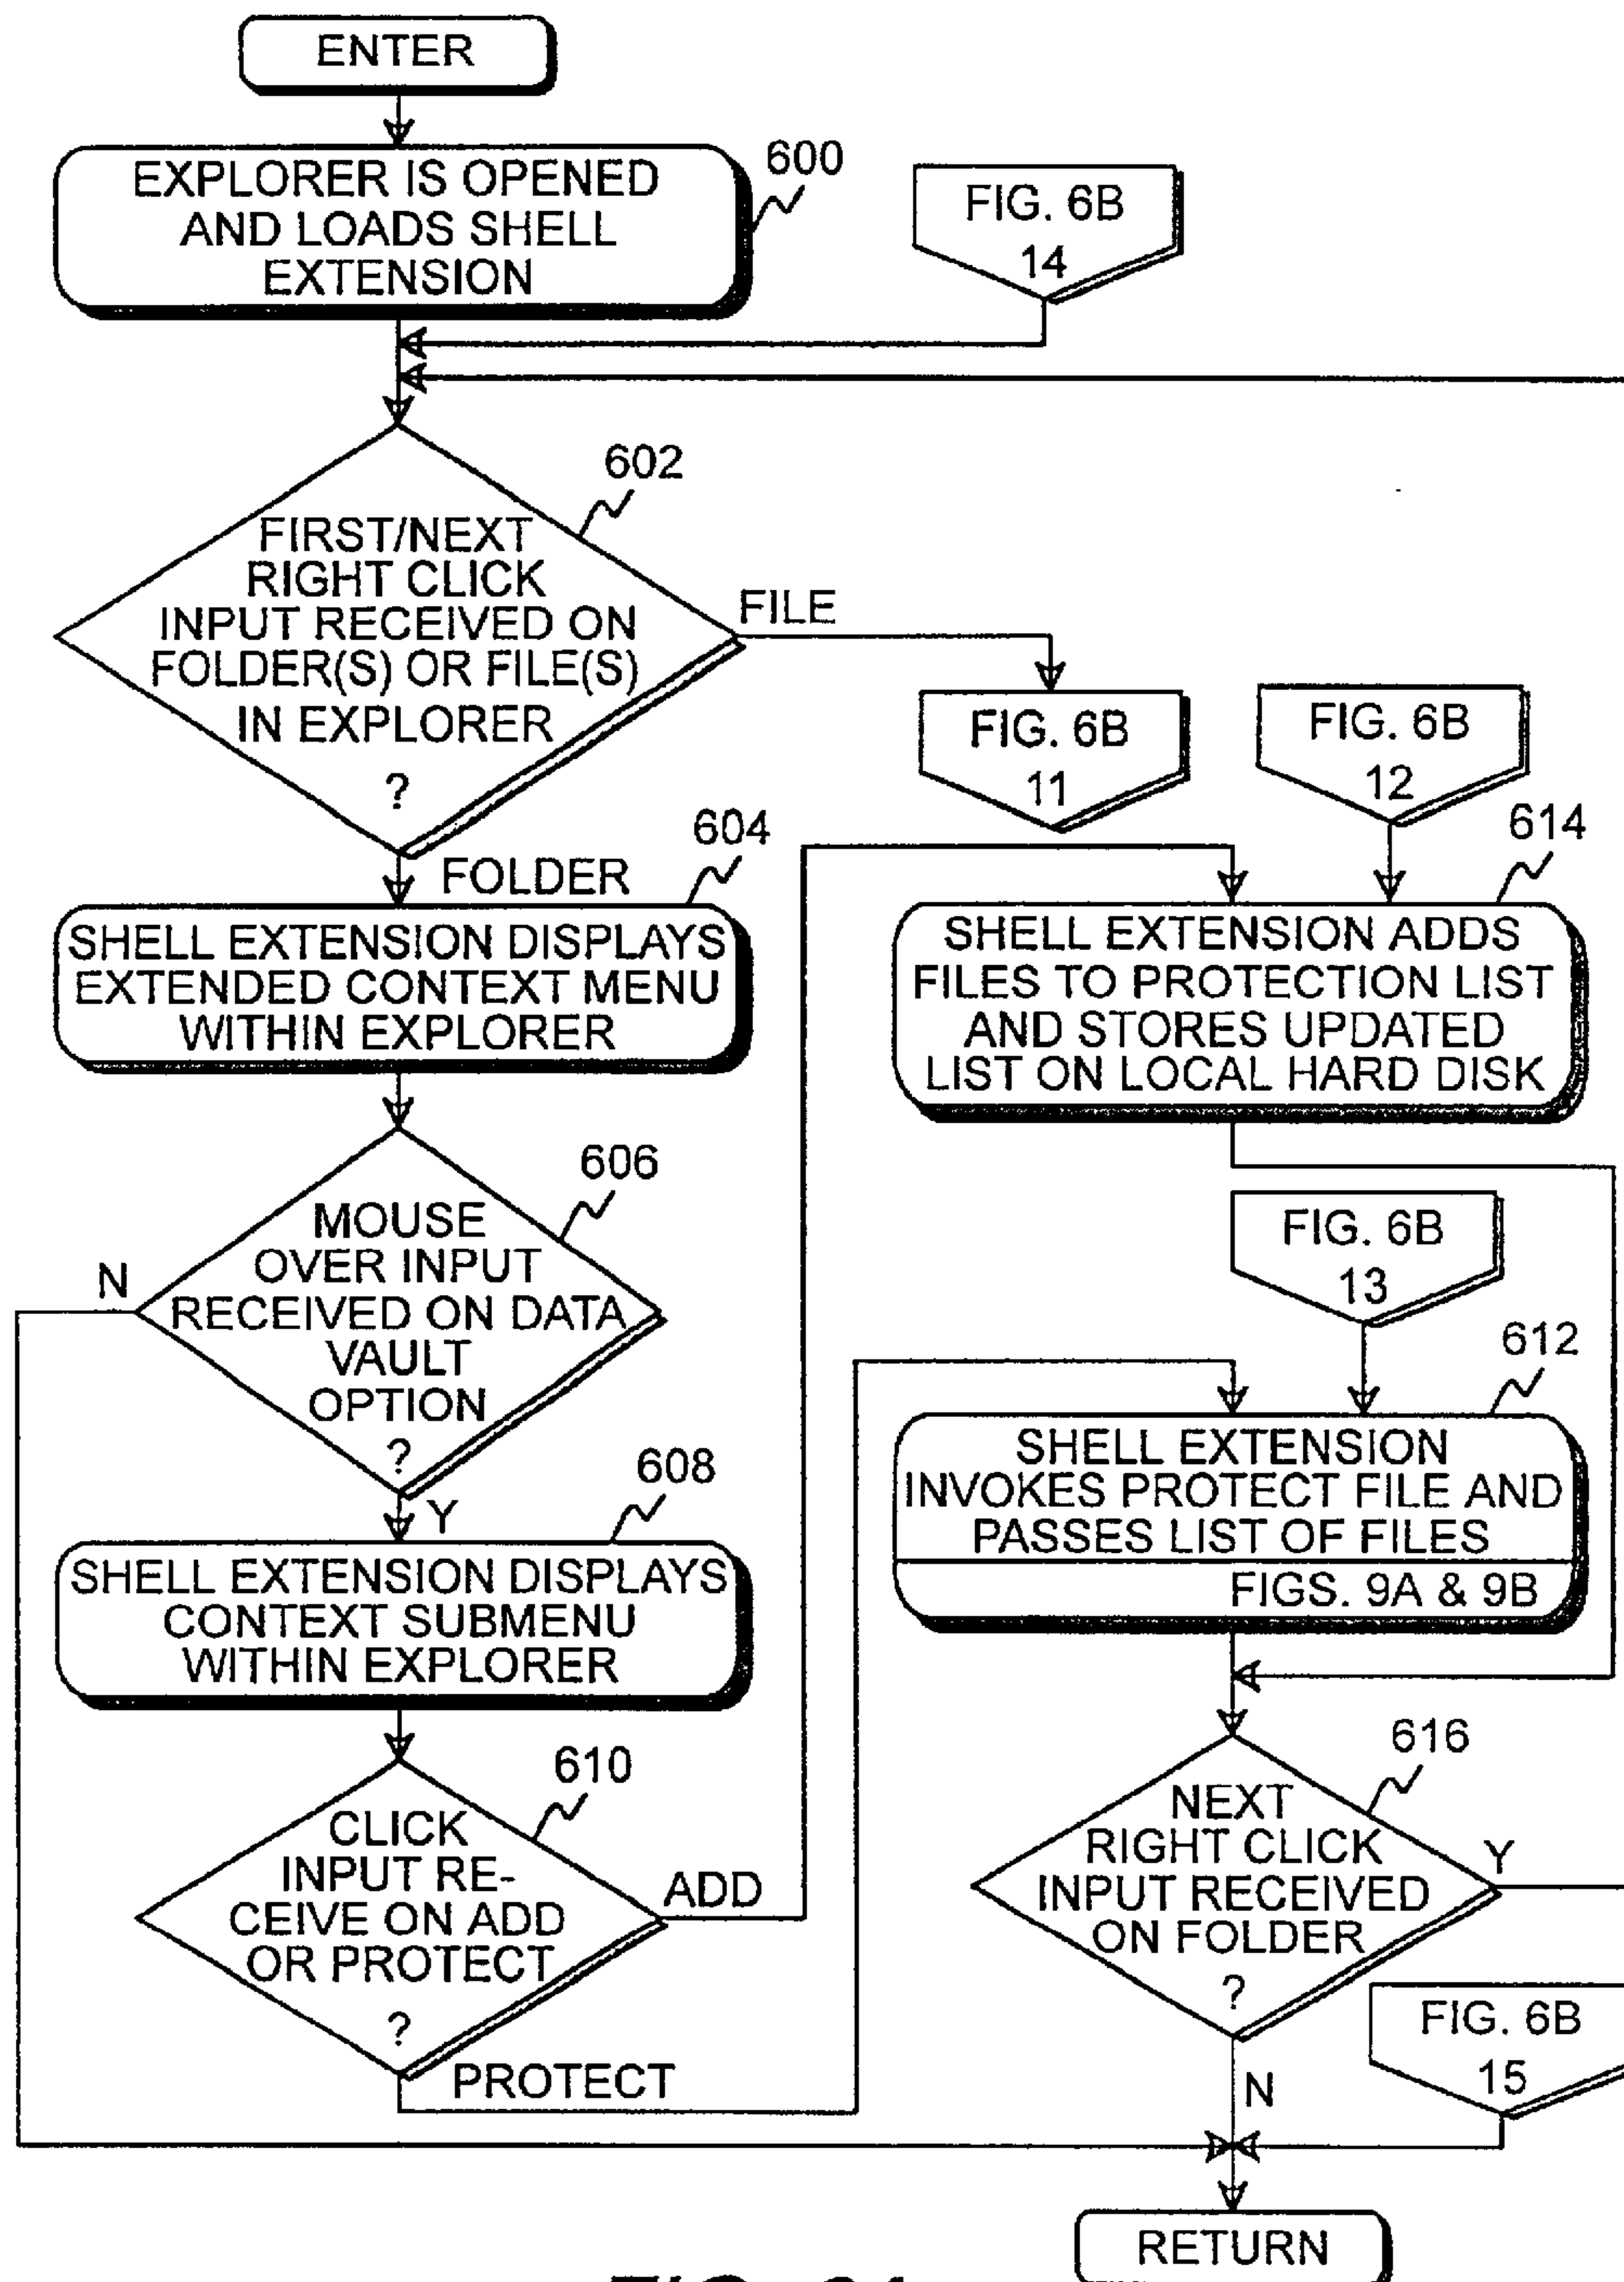 ENTER
EXPLORER IS OPENED
AND LOADS SHELL
EXTENSION
600
FIG. 6B
14
602
FIRST/NEXT
RIGHT CLICK
INPUT RECEIVED ON
FOLDER(S) OR FILE(S)
IN EXPLORER
?
FILE
FIG. 6B
11
FIG. 6B
12
FOLDER
604
SHELL EXTENSION DISPLAYS
EXTENDED CONTEXT MENU
WITHIN EXPLORER
614
SHELL EXTENSION ADDS
FILES TO PROTECTION LIST
AND STORES UPDATED
LIST ON LOCAL HARD DISK
606
MOUSE
OVER INPUT
RECEIVED ON DATA
VAULT
OPTION
?
N
Y
FIG. 6B
13
612
SHELL EXTENSION
INVOKES PROTECT FILE AND
PASSES LIST OF FILES
FIGS. 9A & 9B
608
SHELL EXTENSION DISPLAYS
CONTEXT SUBMENU
WITHIN EXPLORER
610
CLICK
INPUT RE-
CEIVE ON ADD
OR PROTECT
?
ADD
PROTECT
616
NEXT
RIGHT CLICK
INPUT RECEIVED
ON FOLDER
?
Y
N
FIG. 6B
15
RETURN